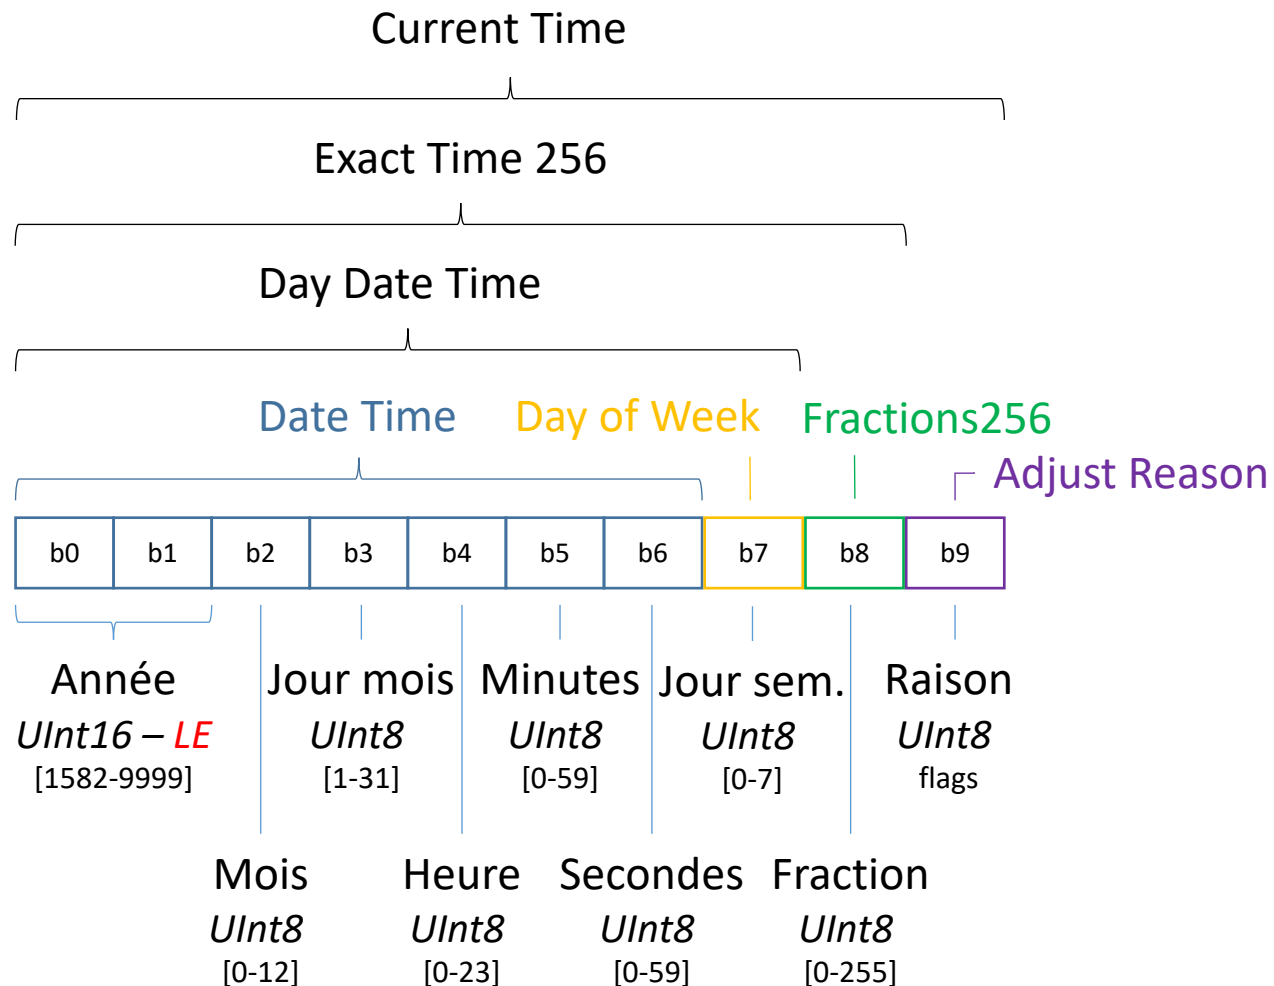 Current Time
Exact Time 256
Day Date Time
Date Time Day of Week Fractions256
Adjust Reason
b0 b1 b2 b3 b4 b5 b6 b7 b8 b9
Année Jour mois Minutes Jour sem. Raison
UInt16 – LE UInt8 UInt8 UInt8 UInt8
[1582-9999] [1-31] [0-59] [0-7] flags
Mois Heure Secondes Fraction
UInt8 UInt8 UInt8 UInt8
[0-12] [0-23] [0-59] [0-255]